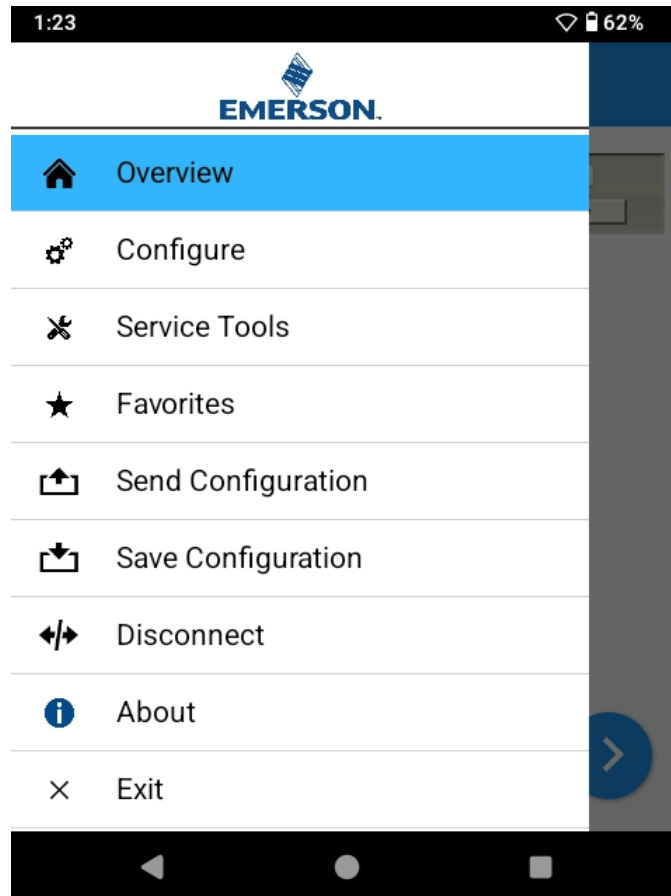 1:23 62%
EMERSON.
Overview
Configure
Service Tools
Favorites
Send Configuration
Save Configuration
Disconnect
About
Exit